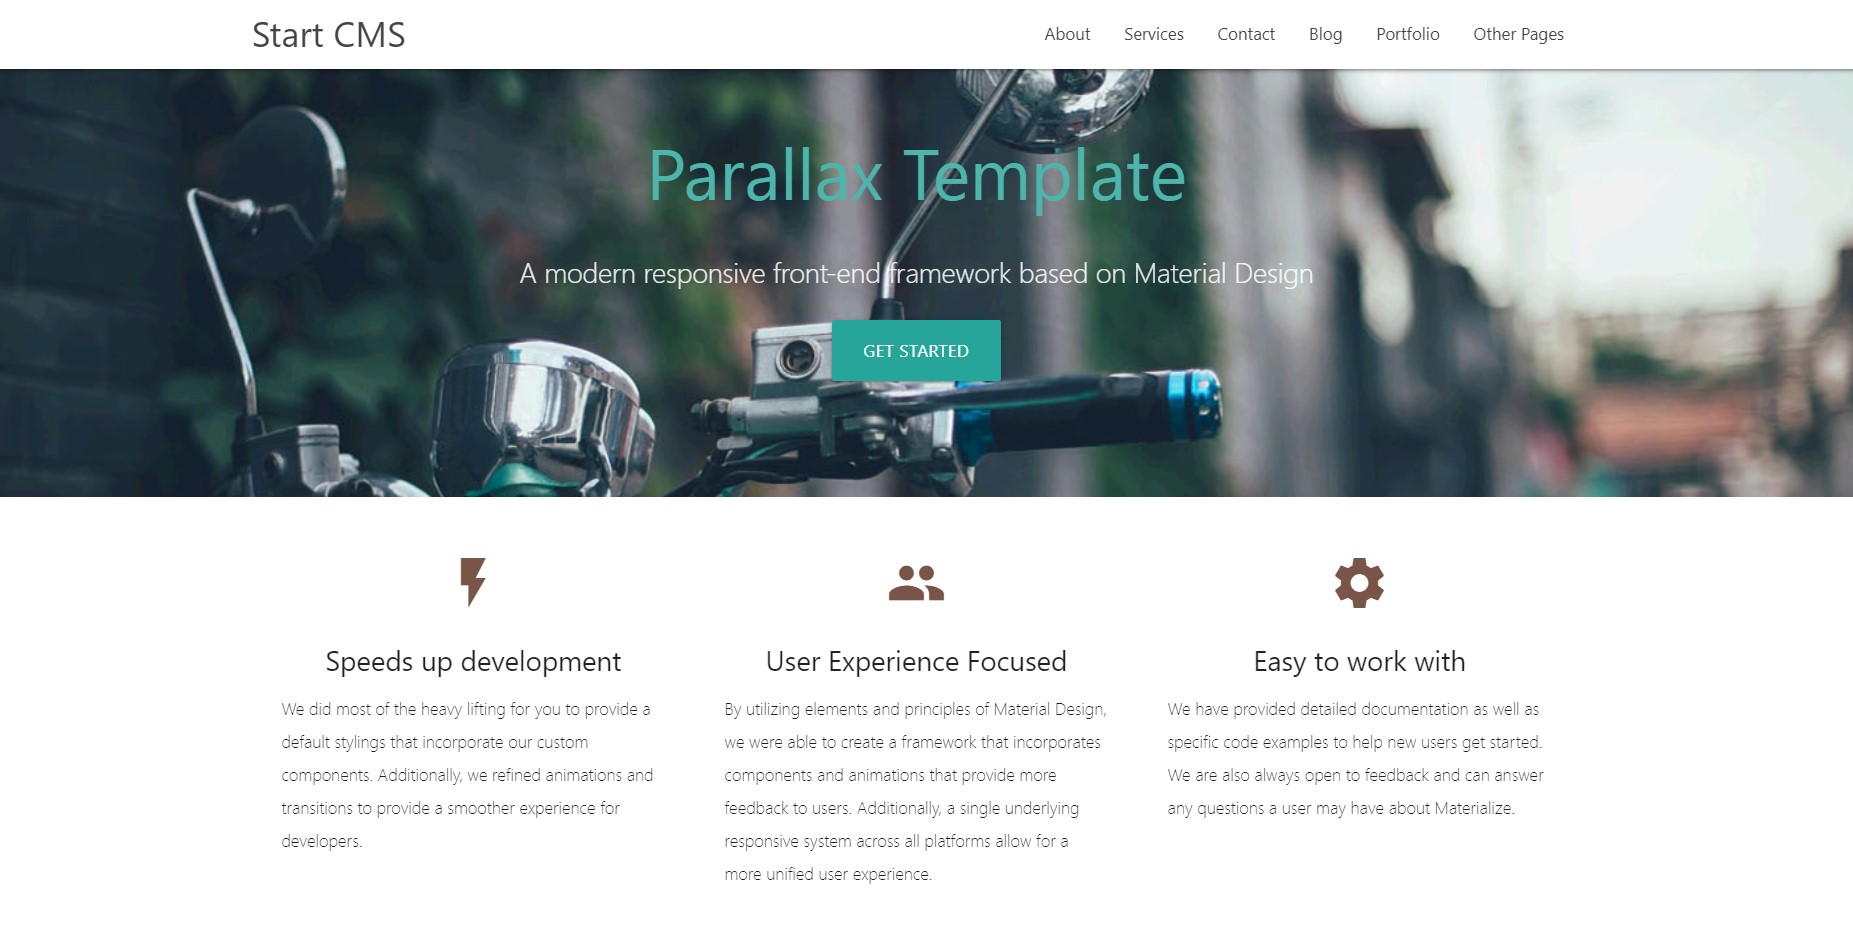 Start CMS
About Services Contact Blog Portfolio Other Pages
Parallax Template
A modern responsive front-end framework based on Material Design
GET STARTED
Speeds up development
We did most of the heavy lifting for you to provide a
default stylings that incorporate our custom
components. Additionally, we refined animations and
transitions to provide a smoother experience for
developers.
User Experience Focused
By utilizing elements and principles of Material Design,
we were able to create a framework that incorporates
components and animations that provide more
feedback to users. Additionally, a single underlying
responsive system across all platforms allow for a
more unified user experience.
Easy to work with
We have provided detailed documentation as well as
specific code examples to help new users get started.
We are also always open to feedback and can answer
any questions a user may have about Materialize.